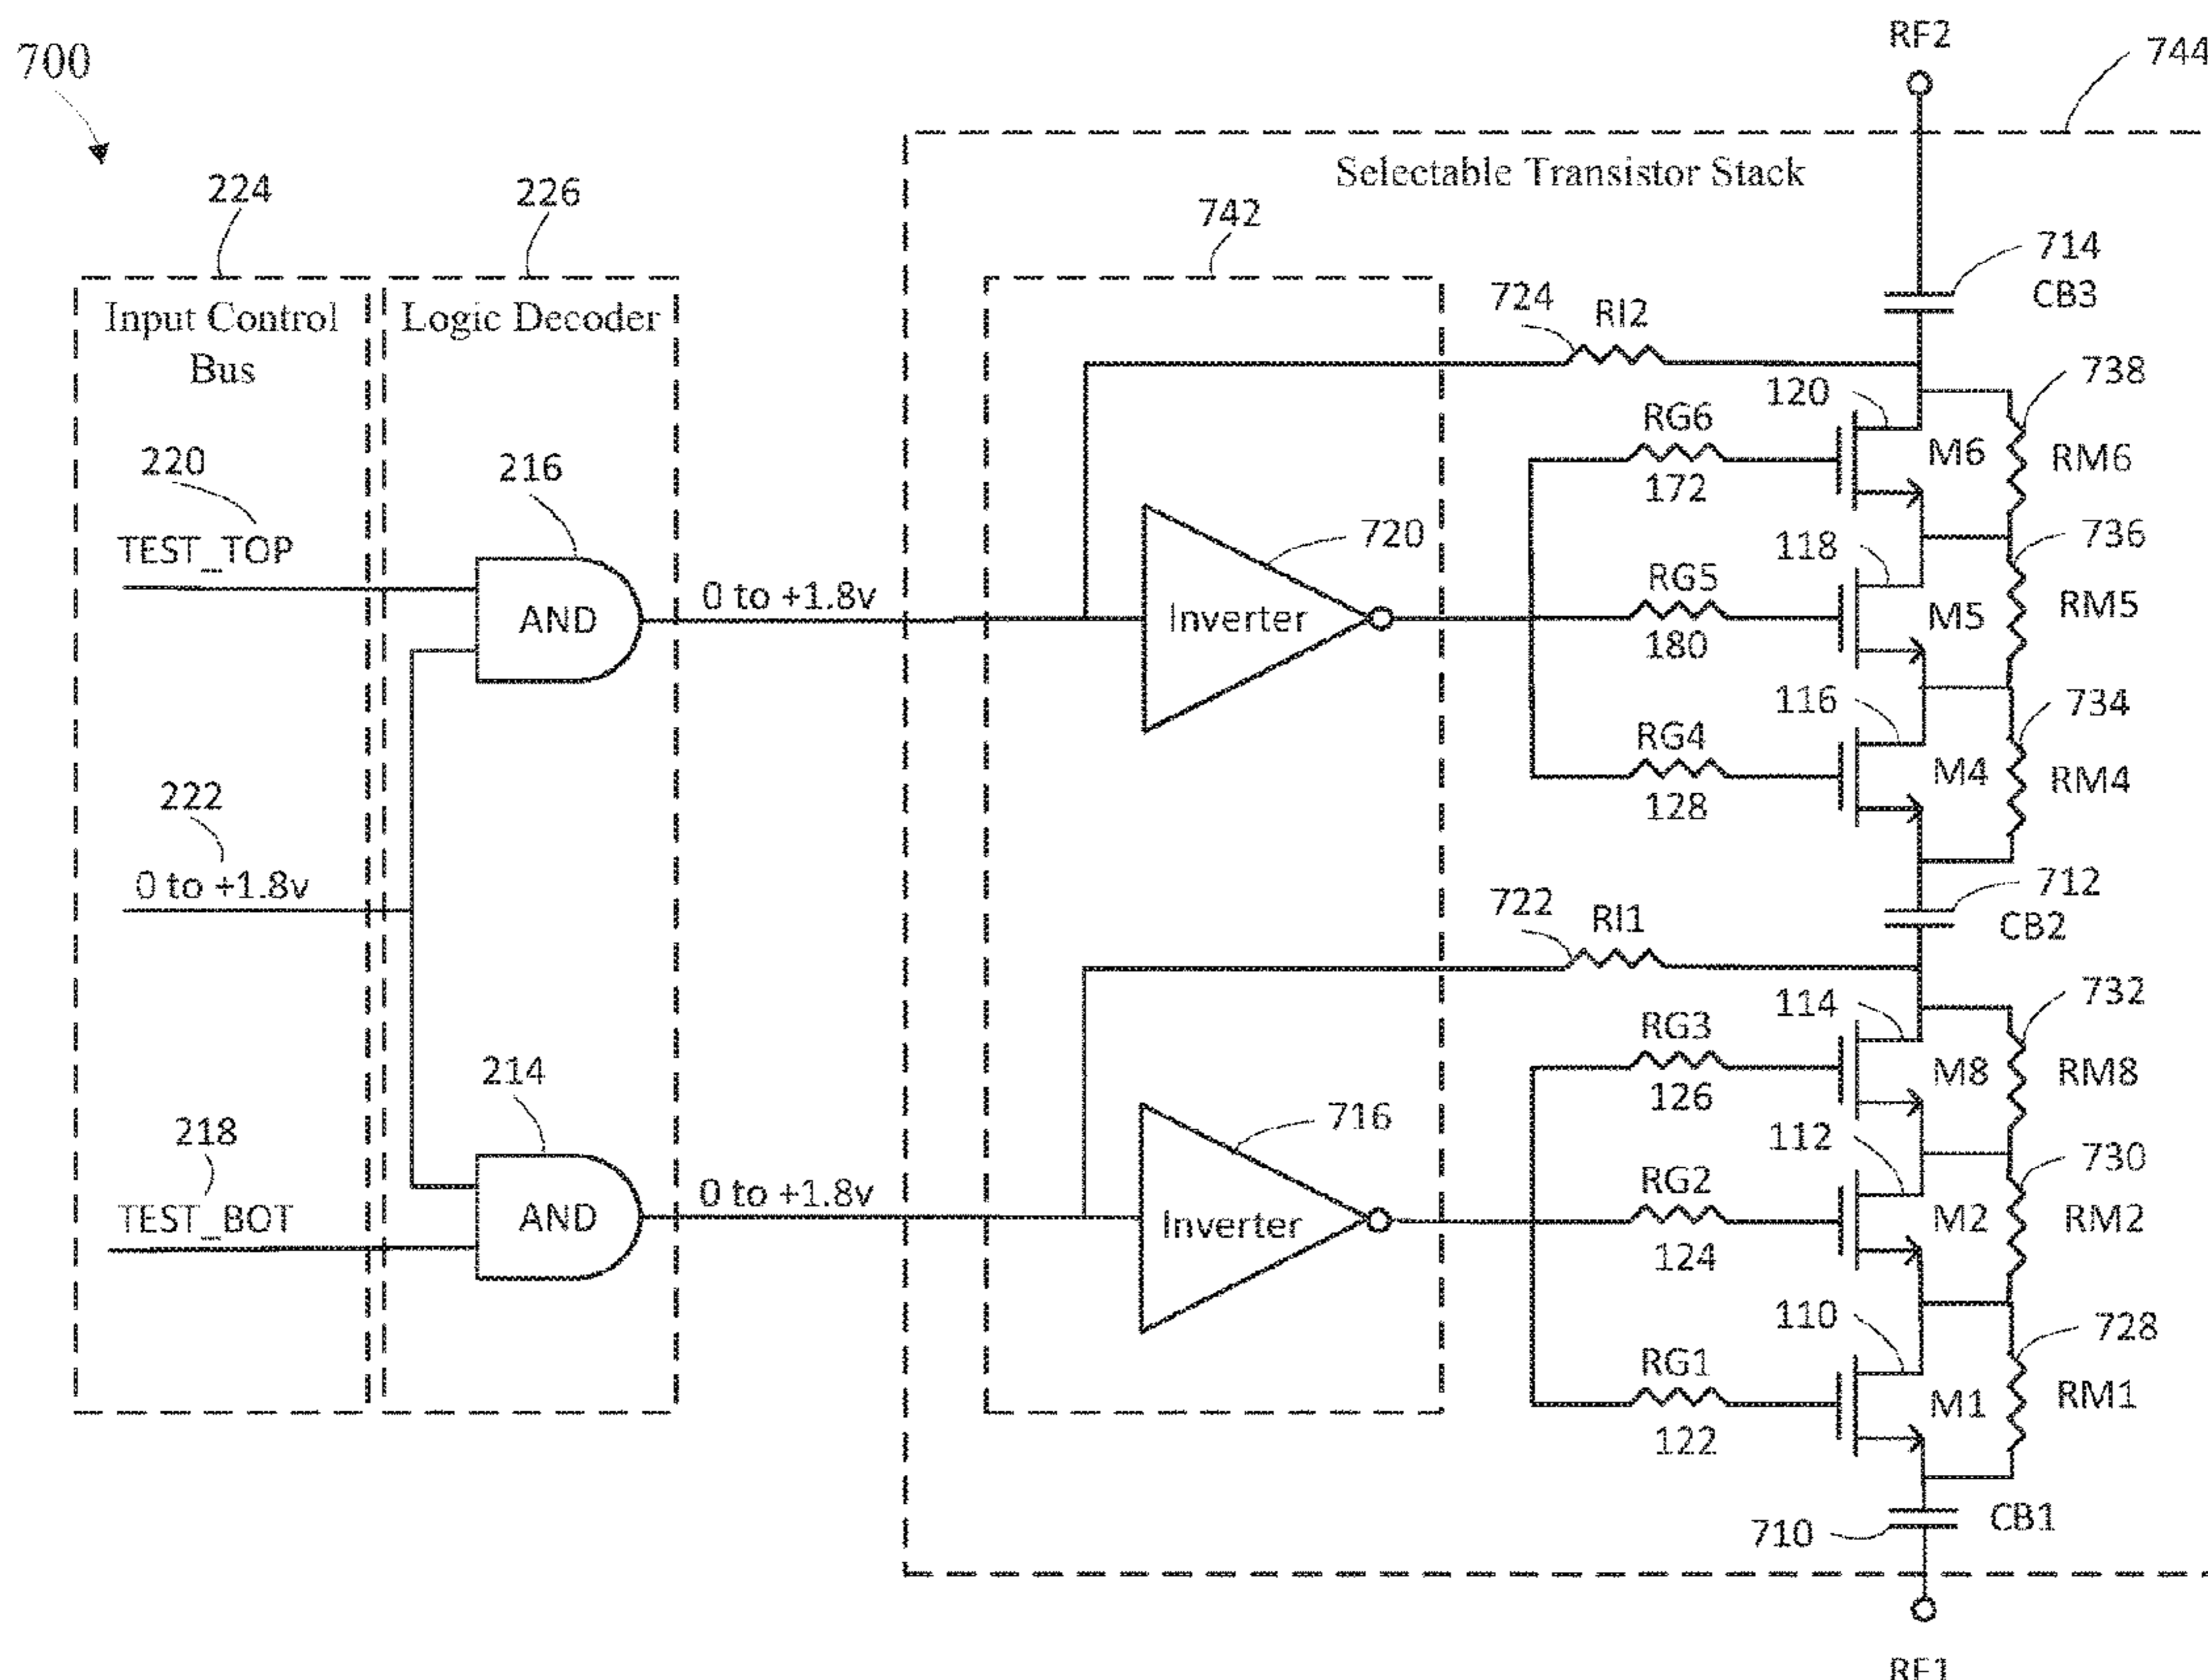 700
RF2
744
Selectable Transistor Stack
224
226
742
Input Control
Bus
Logic Decoder
714
CB3
724
RI2
738
120
RG6
M6
RM6
172
220
TEST_TOP
216
AND
0 to +1.8v
720
Inverter
118
736
RG5
M5
RM5
180
116
734
RG4
M4
RM4
128
222
0 to +1.8v
712
CB2
722
RI1
732
114
RG3
M8
RM8
126
218
TEST_BOT
214
AND
0 to +1.8v
716
Inverter
112
730
RG2
M2
RM2
124
110
728
RG1
M1
RM1
122
710
CB1
RF1